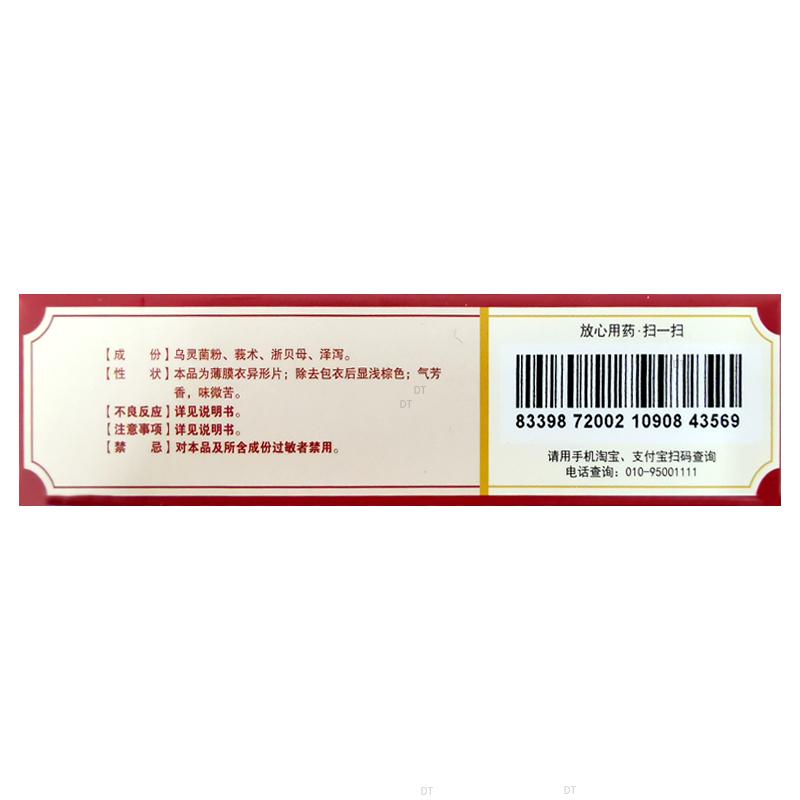 【成　　份】乌灵菌粉、莪术、浙贝母、泽泻。
【性　　状】本品为薄膜衣异形片；除去包衣后显浅棕色；气芳
香，味微苦。
【不良反应】详见说明书。
【注意事项】详见说明书。
【禁　　忌】对本品及所含成份过敏者禁用。
放心用药·扫一扫
83398 72002 10908 43569
请用手机淘宝、支付宝扫码查询
电话查询：010-95001111
DT
DT
DT
DT
DT